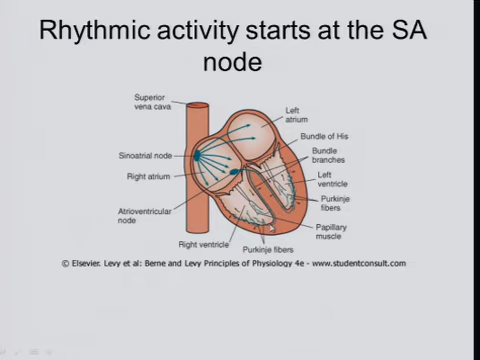 Rhythmic activity starts at the SA
node
Superior
vena cava
Left
atrium
Bundle of His
Sinoatrial node
Bundle
branches
Right atrium
Left
ventricle
Purkinje
fibers
Atrioventricular
node
Papillary
muscle
Right ventricle
Purkinje fibers
© Elsevier. Levy et al: Berne and Levy Principles of Physiology 4e - www.studentconsult.com